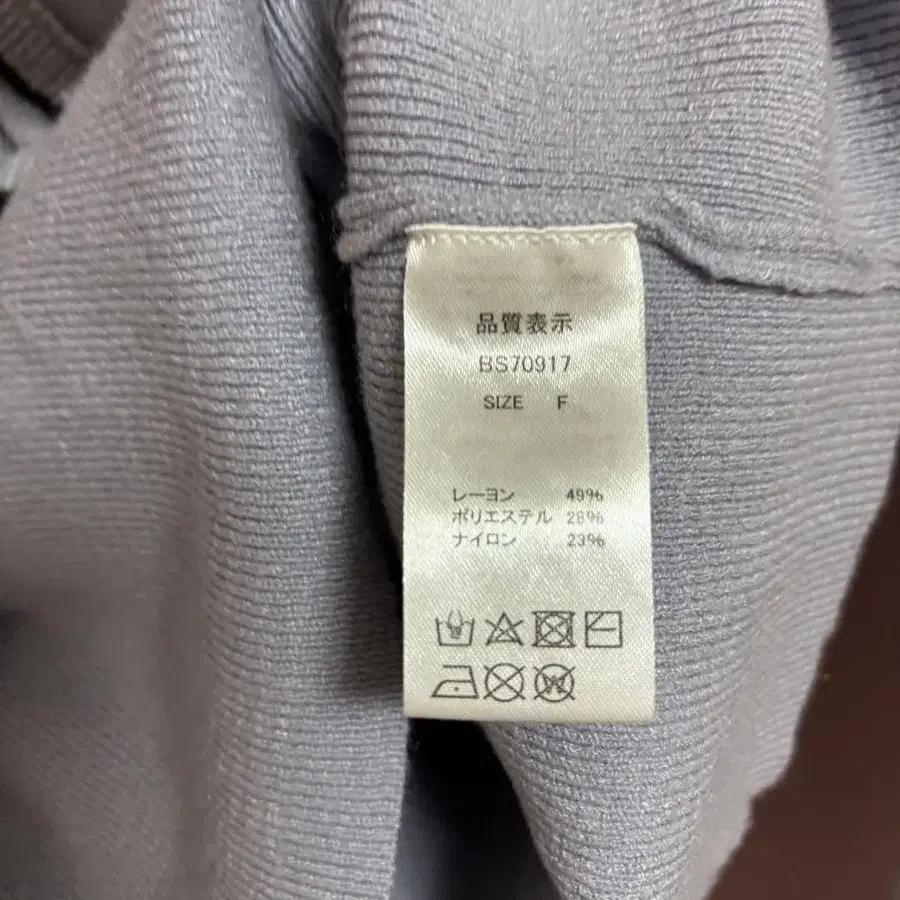 品質表示
BS70917
SIZE F
レーヨン 49%
ポリエステル 28%
ナイロン 23%